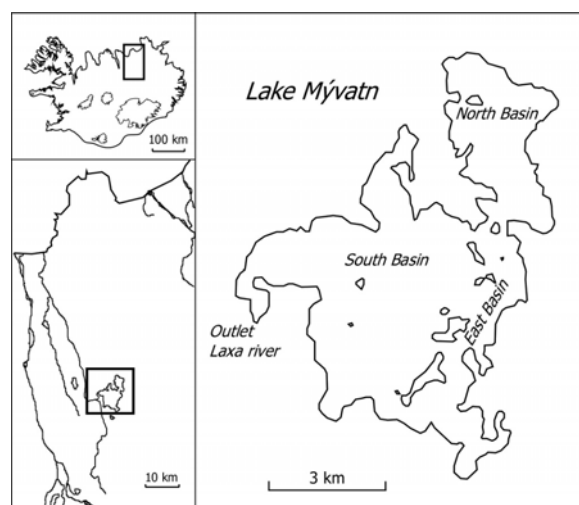 100 km
10 km
Lake Mývatn
North Basin
South Basin
East Basin
Outlet
Laxa river
3 km